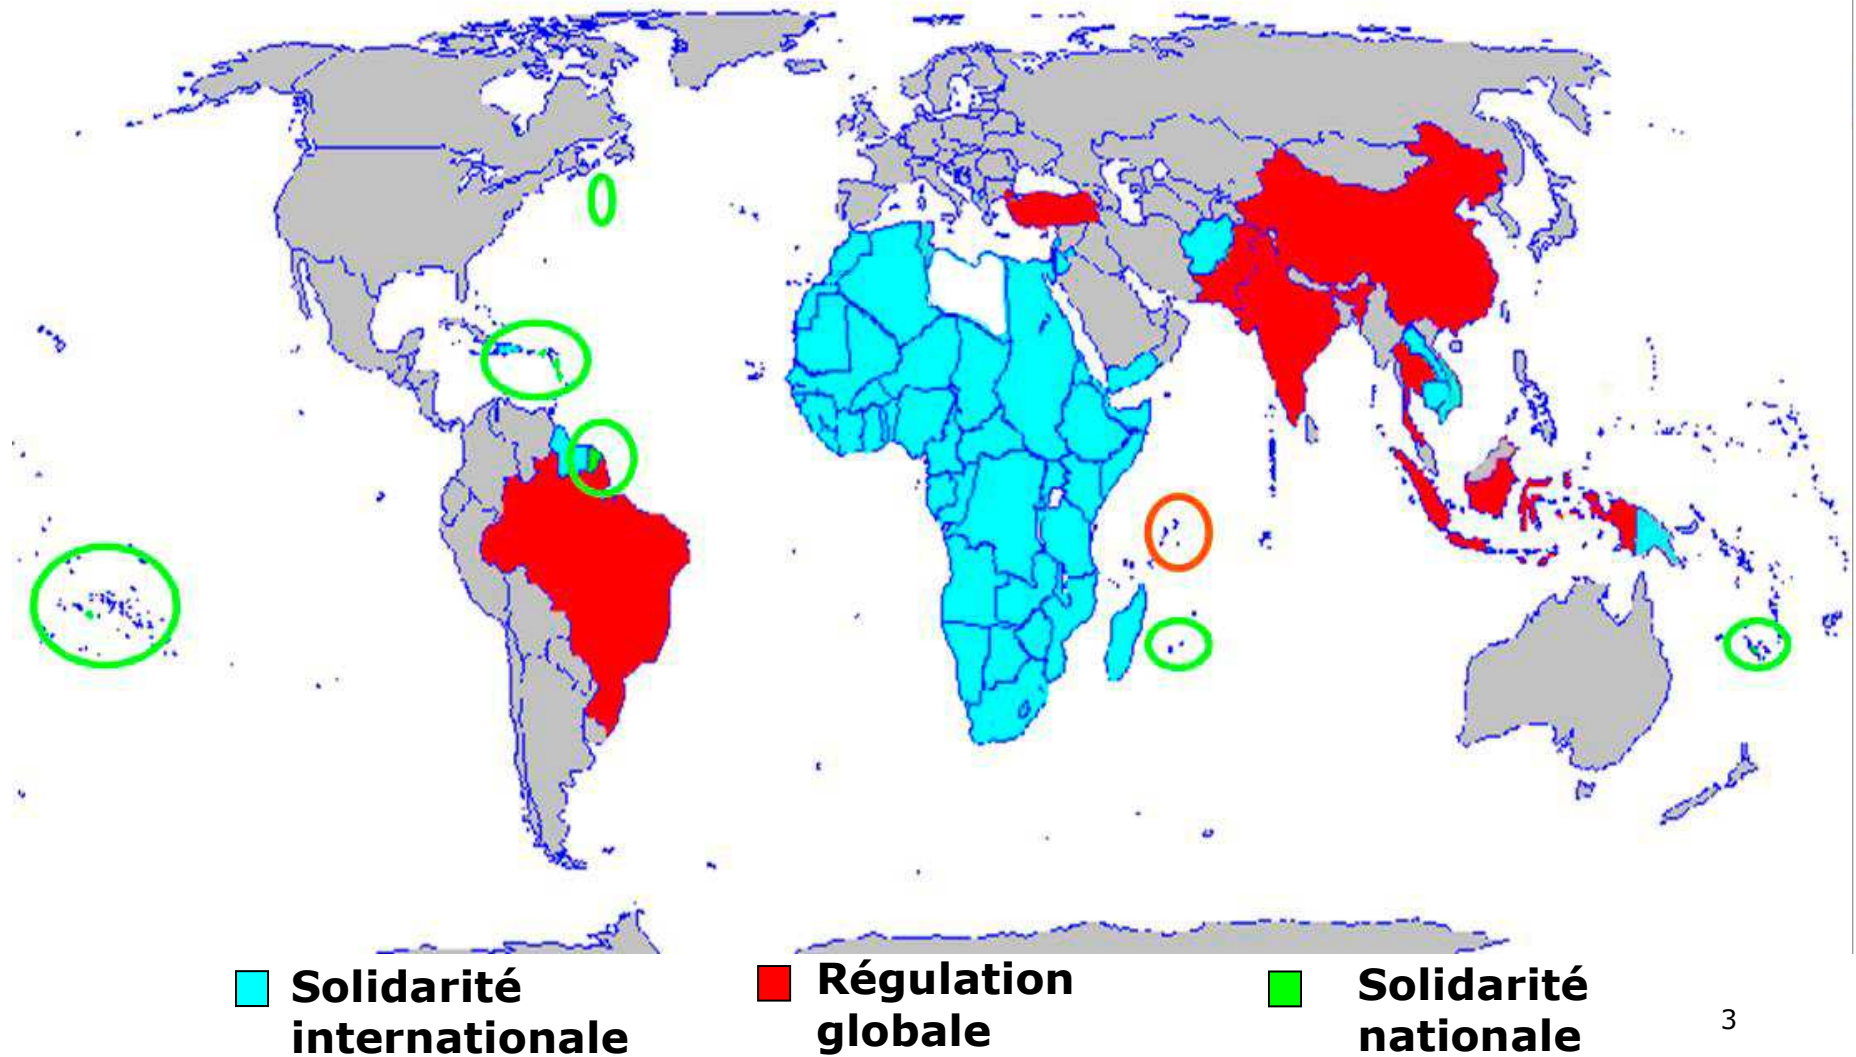 Solidarité
internationale
Régulation
globale
Solidarité
nationale
3